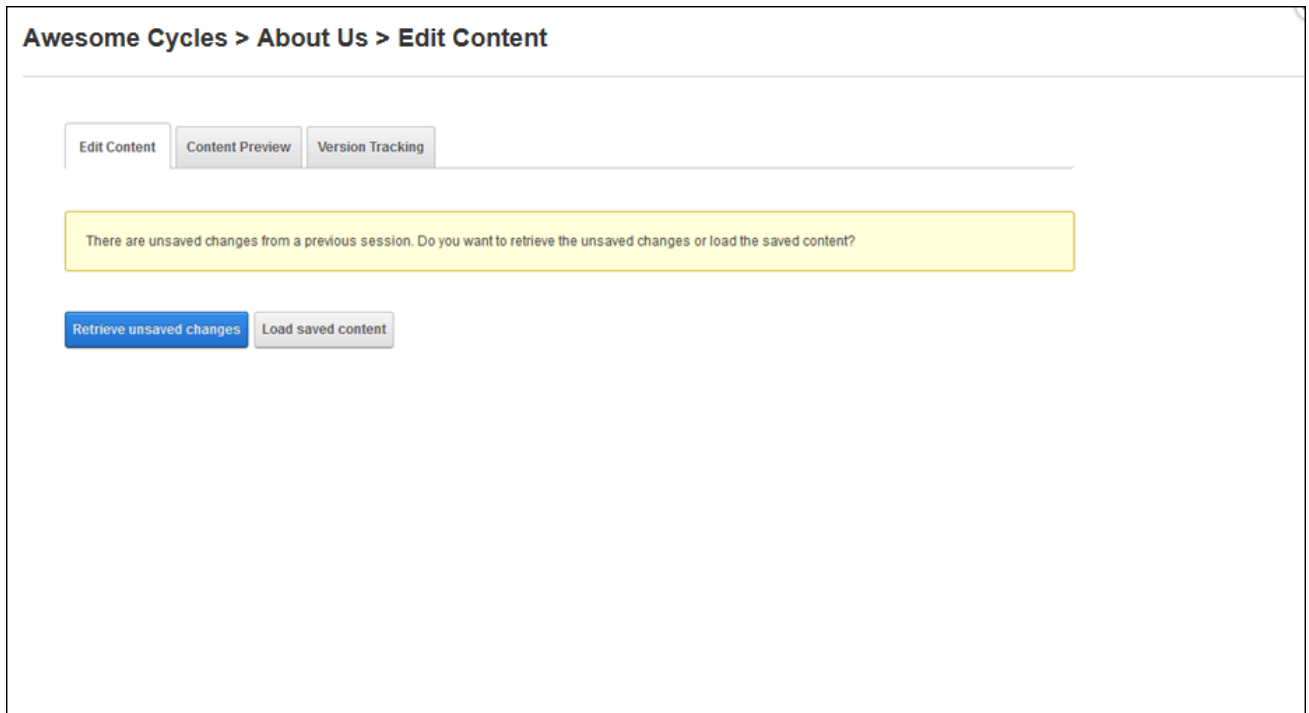 Awesome Cycles > About Us > Edit Content
Edit Content Content Preview Version Tracking
There are unsaved changes from a previous session. Do you want to retrieve the unsaved changes or load the saved content?
Retrieve unsaved changes Load saved content